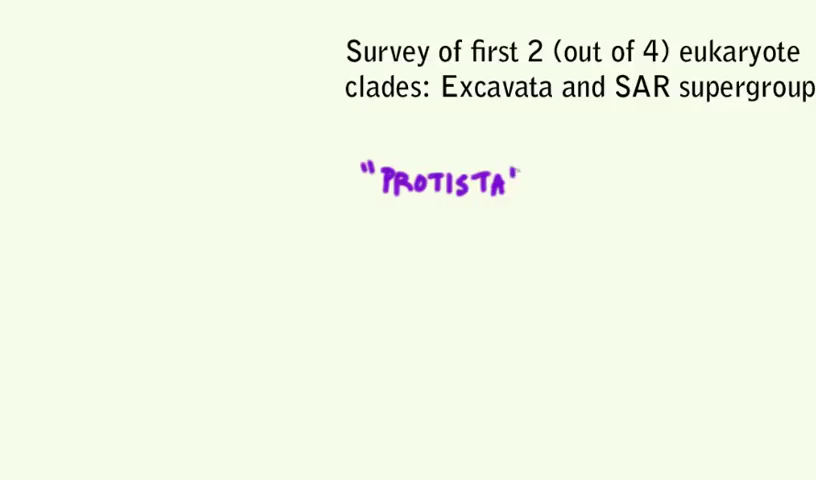 Survey of first 2 (out of 4) eukaryote
clades: Excavata and SAR supergroup
"PROTISTA'